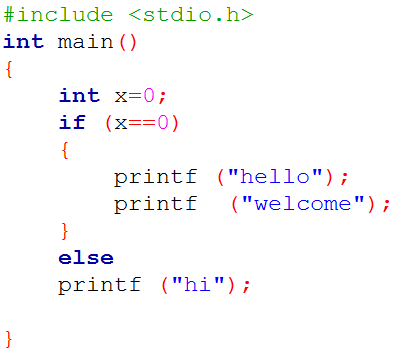 #include <stdio.h>
int main()
{
    int x=0;
    if (x==0)
    {
        printf ("hello");
        printf  ("welcome");
    }
    else
    printf ("hi");
}